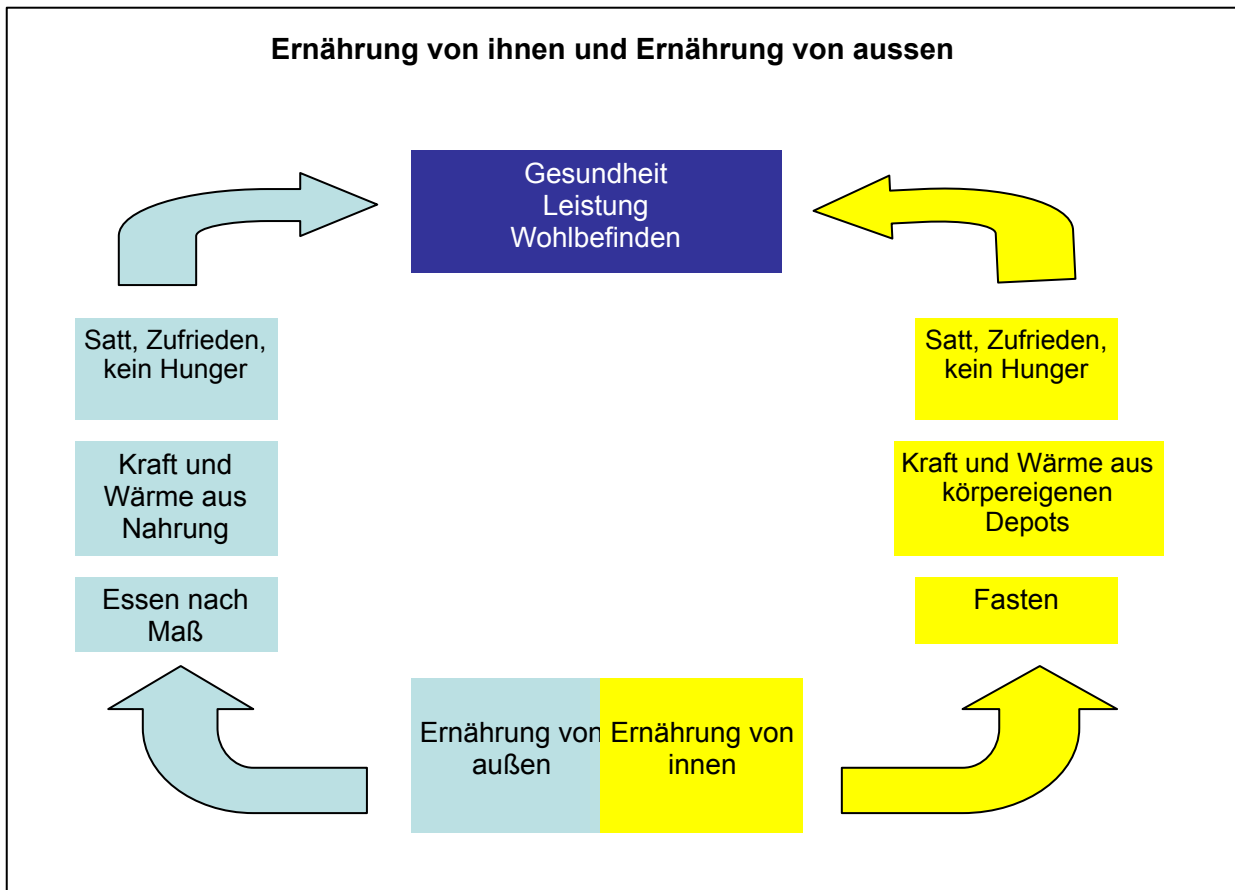 Ernährung von ihnen und Ernährung von aussen
Gesundheit
Leistung
Wohlbefinden
Satt, Zufrieden,
kein Hunger
Kraft und
Wärme aus
Nahrung
Essen nach
Maß
Satt, Zufrieden,
kein Hunger
Kraft und Wärme aus
körpereigenen
Depots
Fasten
Ernährung von
außen
Ernährung von
innen